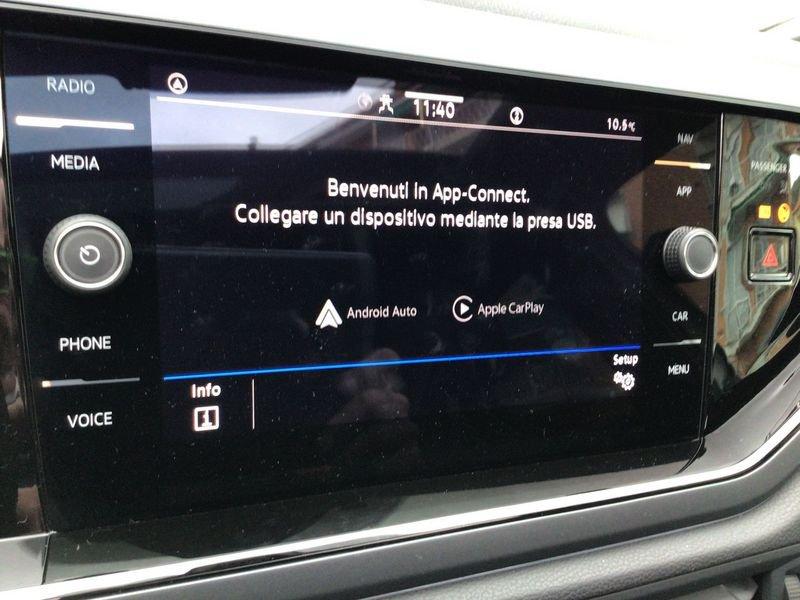 RADIO
MEDIA
PHONE
VOICE
11:40
10.5°C
Benvenuti in App-Connect.
Collegare un dispositivo mediante la presa USB.
Android Auto
Apple CarPlay
Info
Setup
NAV
APP
CAR
MENU
PASSENGER